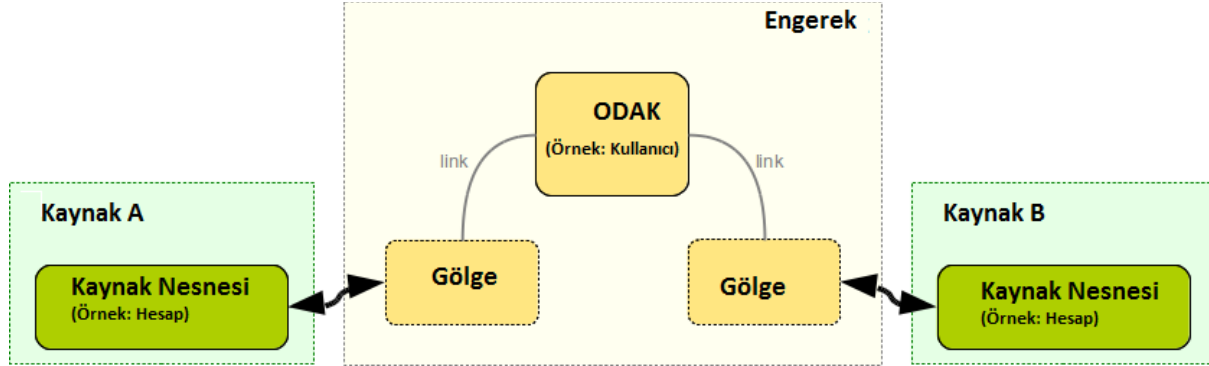 Engerek
ODAK
(Örnek: Kullanıcı)
link
link
Kaynak A
Kaynak Nesnesi
(Örnek: Hesap)
Gölge
Gölge
Kaynak B
Kaynak Nesnesi
(Örnek: Hesap)